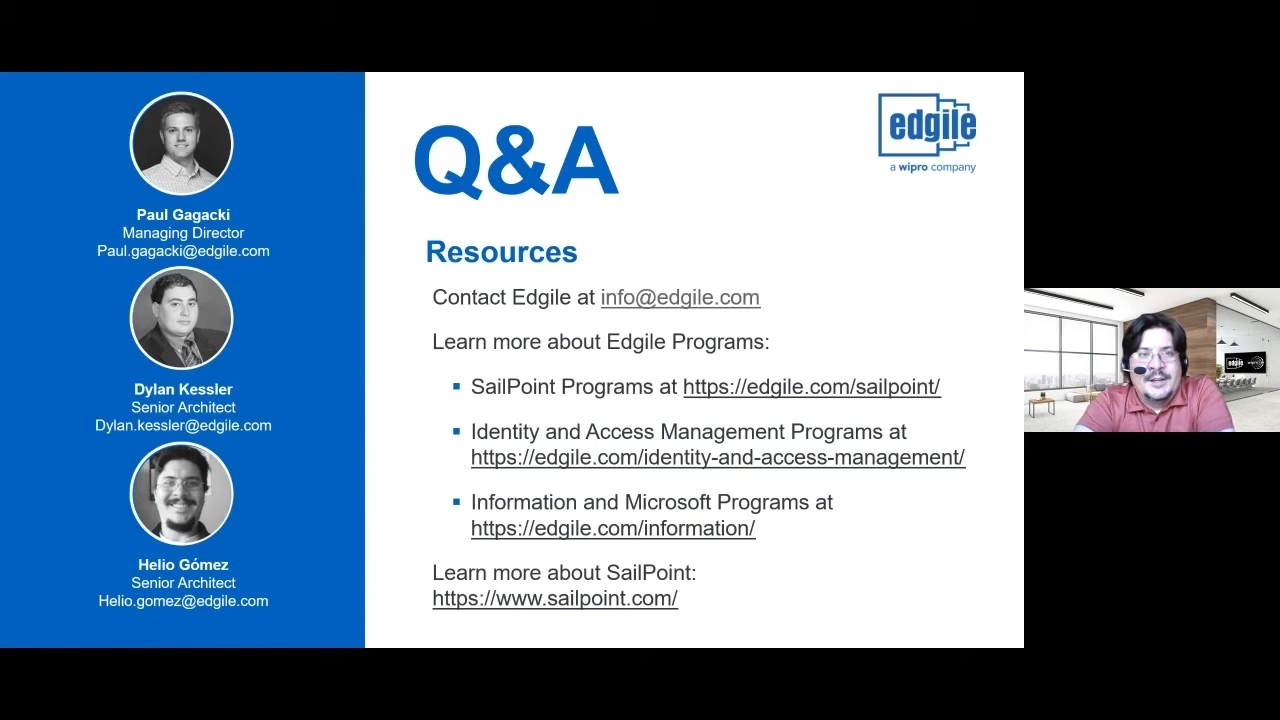 Paul Gagacki
Managing Director
Paul.gagacki@edgile.com
Dylan Kessler
Senior Architect
Dylan.kessler@edgile.com
Helio Gómez
Senior Architect
Helio.gomez@edgile.com
edgile
a wipro company
Q&A
Resources
Contact Edgile at info@edgile.com
Learn more about Edgile Programs:
▪ SailPoint Programs at https://edgile.com/sailpoint/
▪ Identity and Access Management Programs at
https://edgile.com/identity-and-access-management/
▪ Information and Microsoft Programs at
https://edgile.com/information/
Learn more about SailPoint:
https://www.sailpoint.com/
edgile